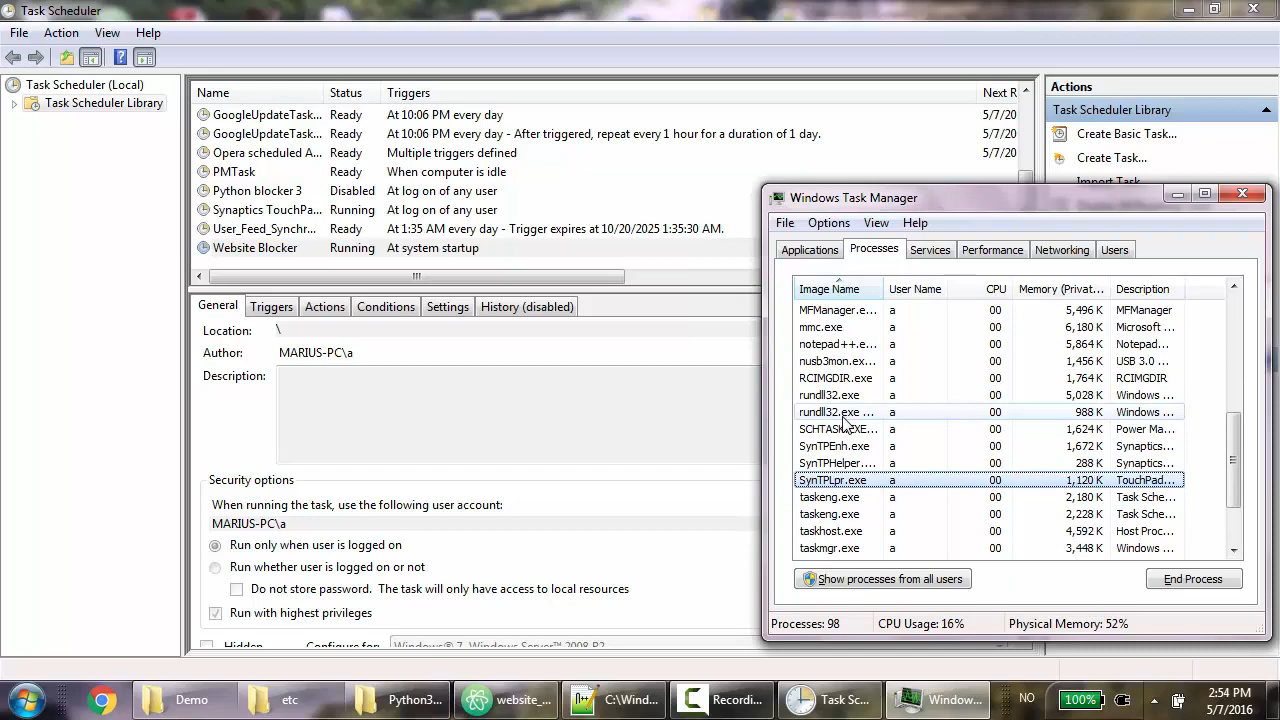 Task Scheduler
File Action View Help
Task Scheduler (Local)
Task Scheduler Library
Name Status Triggers Next R
GoogleUpdateTask... Ready At 10:06 PM every day 5/7/20
GoogleUpdateTask... Ready At 10:06 PM every day - After triggered, repeat every 1 hour for a duration of 1 day. 5/7/20
Opera scheduled A... Ready Multiple triggers defined 5/7/20
PMTask Ready When computer is idle
Python blocker 3 Disabled At log on of any user
Synaptics TouchPa... Running At log on of any user
User_Feed_Synchr... Ready At 1:35 AM every day - Trigger expires at 10/20/2025 1:35:30 AM.
Website Blocker Running At system startup
General Triggers Actions Conditions Settings History (disabled)
Location: \
Author: MARIUS-PC\a
Description:
Security options
When running the task, use the following user account:
MARIUS-PC\a
Run only when user is logged on
Run whether user is logged on or not
Do not store password. The task will only have access to local resources
Run with highest privileges
Hidden Configure for: Windows® 7, Windows Server™ 2008 R2
Actions
Task Scheduler Library
Create Basic Task...
Create Task...
Import Task...
Windows Task Manager
File Options View Help
Applications Processes Services Performance Networking Users
Image Name User Name CPU Memory (Privat... Description
MFManager.e... a 00 5,496 K MFManager
mmc.exe a 00 6,180 K Microsoft ...
notepad++.e... a 00 5,864 K Notepad...
nusb3mon.ex... a 00 1,456 K USB 3.0 ...
RCIMGDIR.exe a 00 1,764 K RCIMGDIR
rundll32.exe a 00 5,028 K Windows ...
rundll32.exe ... a 00 988 K Windows ...
SCHTASK.EXE... a 00 1,624 K Power Ma...
SynTPEnh.exe a 00 1,672 K Synaptics...
SynTPHelper.... a 00 288 K Synaptics...
SynTPLpr.exe a 00 1,120 K TouchPad...
taskeng.exe a 00 2,180 K Task Sche...
taskeng.exe a 00 2,228 K Task Sche...
taskhost.exe a 00 4,592 K Host Proc...
taskmgr.exe a 00 3,448 K Windows ...
Show processes from all users End Process
Processes: 98 CPU Usage: 16% Physical Memory: 52%
Demo etc Python3... website_... C:\Wind... Recordi... Task Sc... Window... NO 100% 2:54 PM
5/7/2016